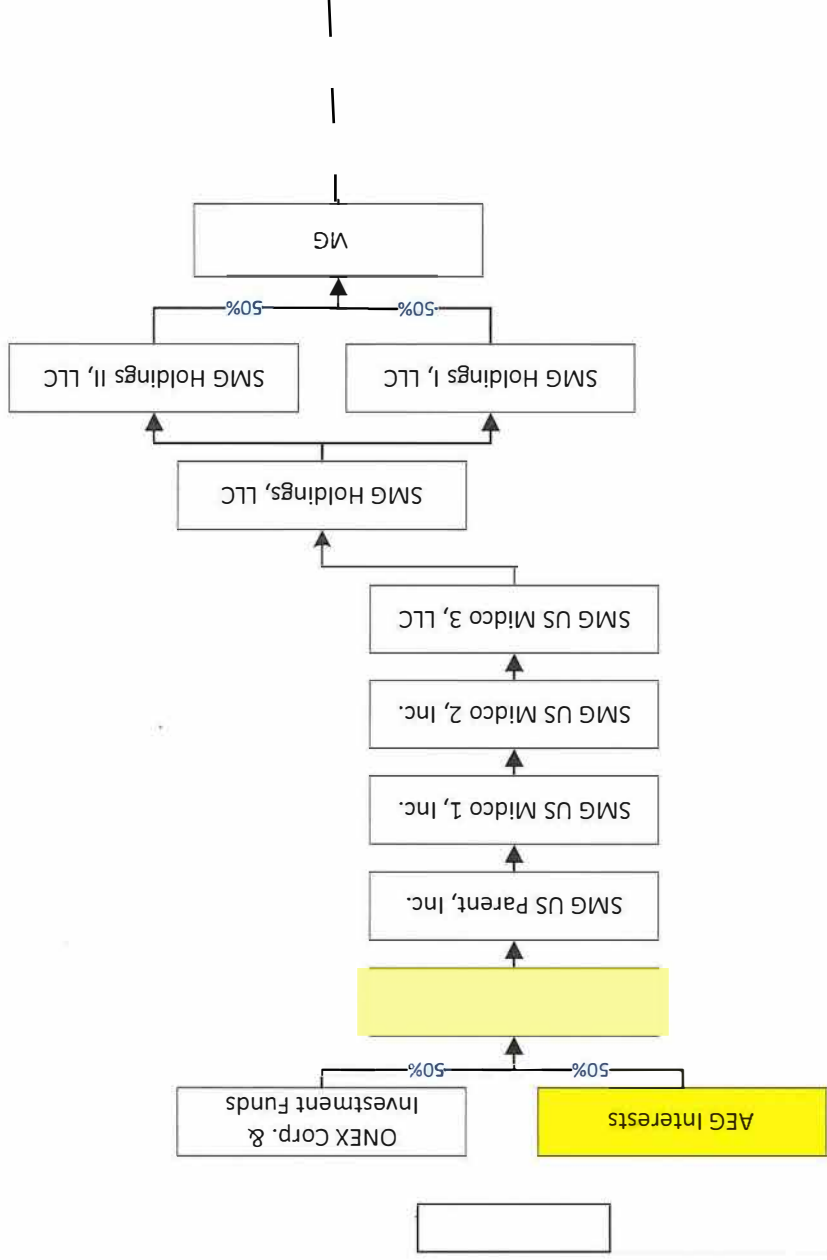 AEG Interests
ONEX Corp. &
Investment Funds
50%
50%
SMG US Parent, Inc.
SMG US Midco 1, Inc.
SMG US Midco 2, Inc.
SMG US Midco 3, LLC
SMG Holdings, LLC
SMG Holdings I, LLC
SMG Holdings II, LLC
50%
50%
VIG